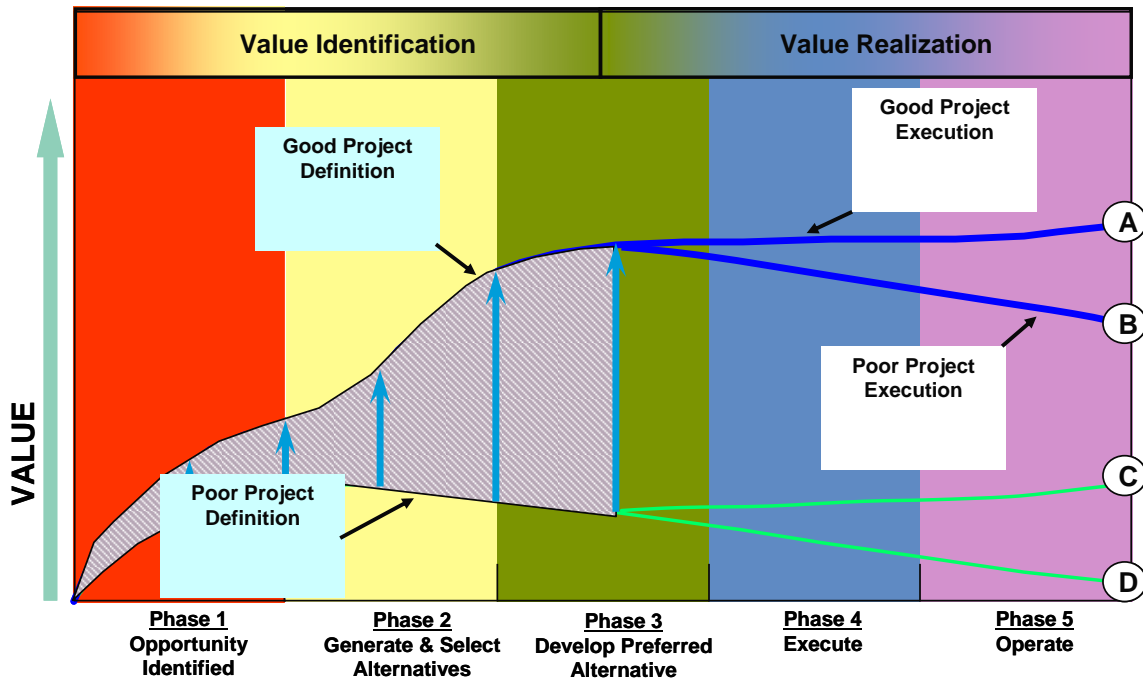 Value Identification
Value Realization
Good Project
Execution
Good Project
Definition
A
B
Poor Project
Execution
VALUE
C
Poor Project
Definition
D
Phase 1
Opportunity
Identified
Phase 2
Generate & Select
Alternatives
Phase 3
Develop Preferred
Alternative
Phase 4
Execute
Phase 5
Operate